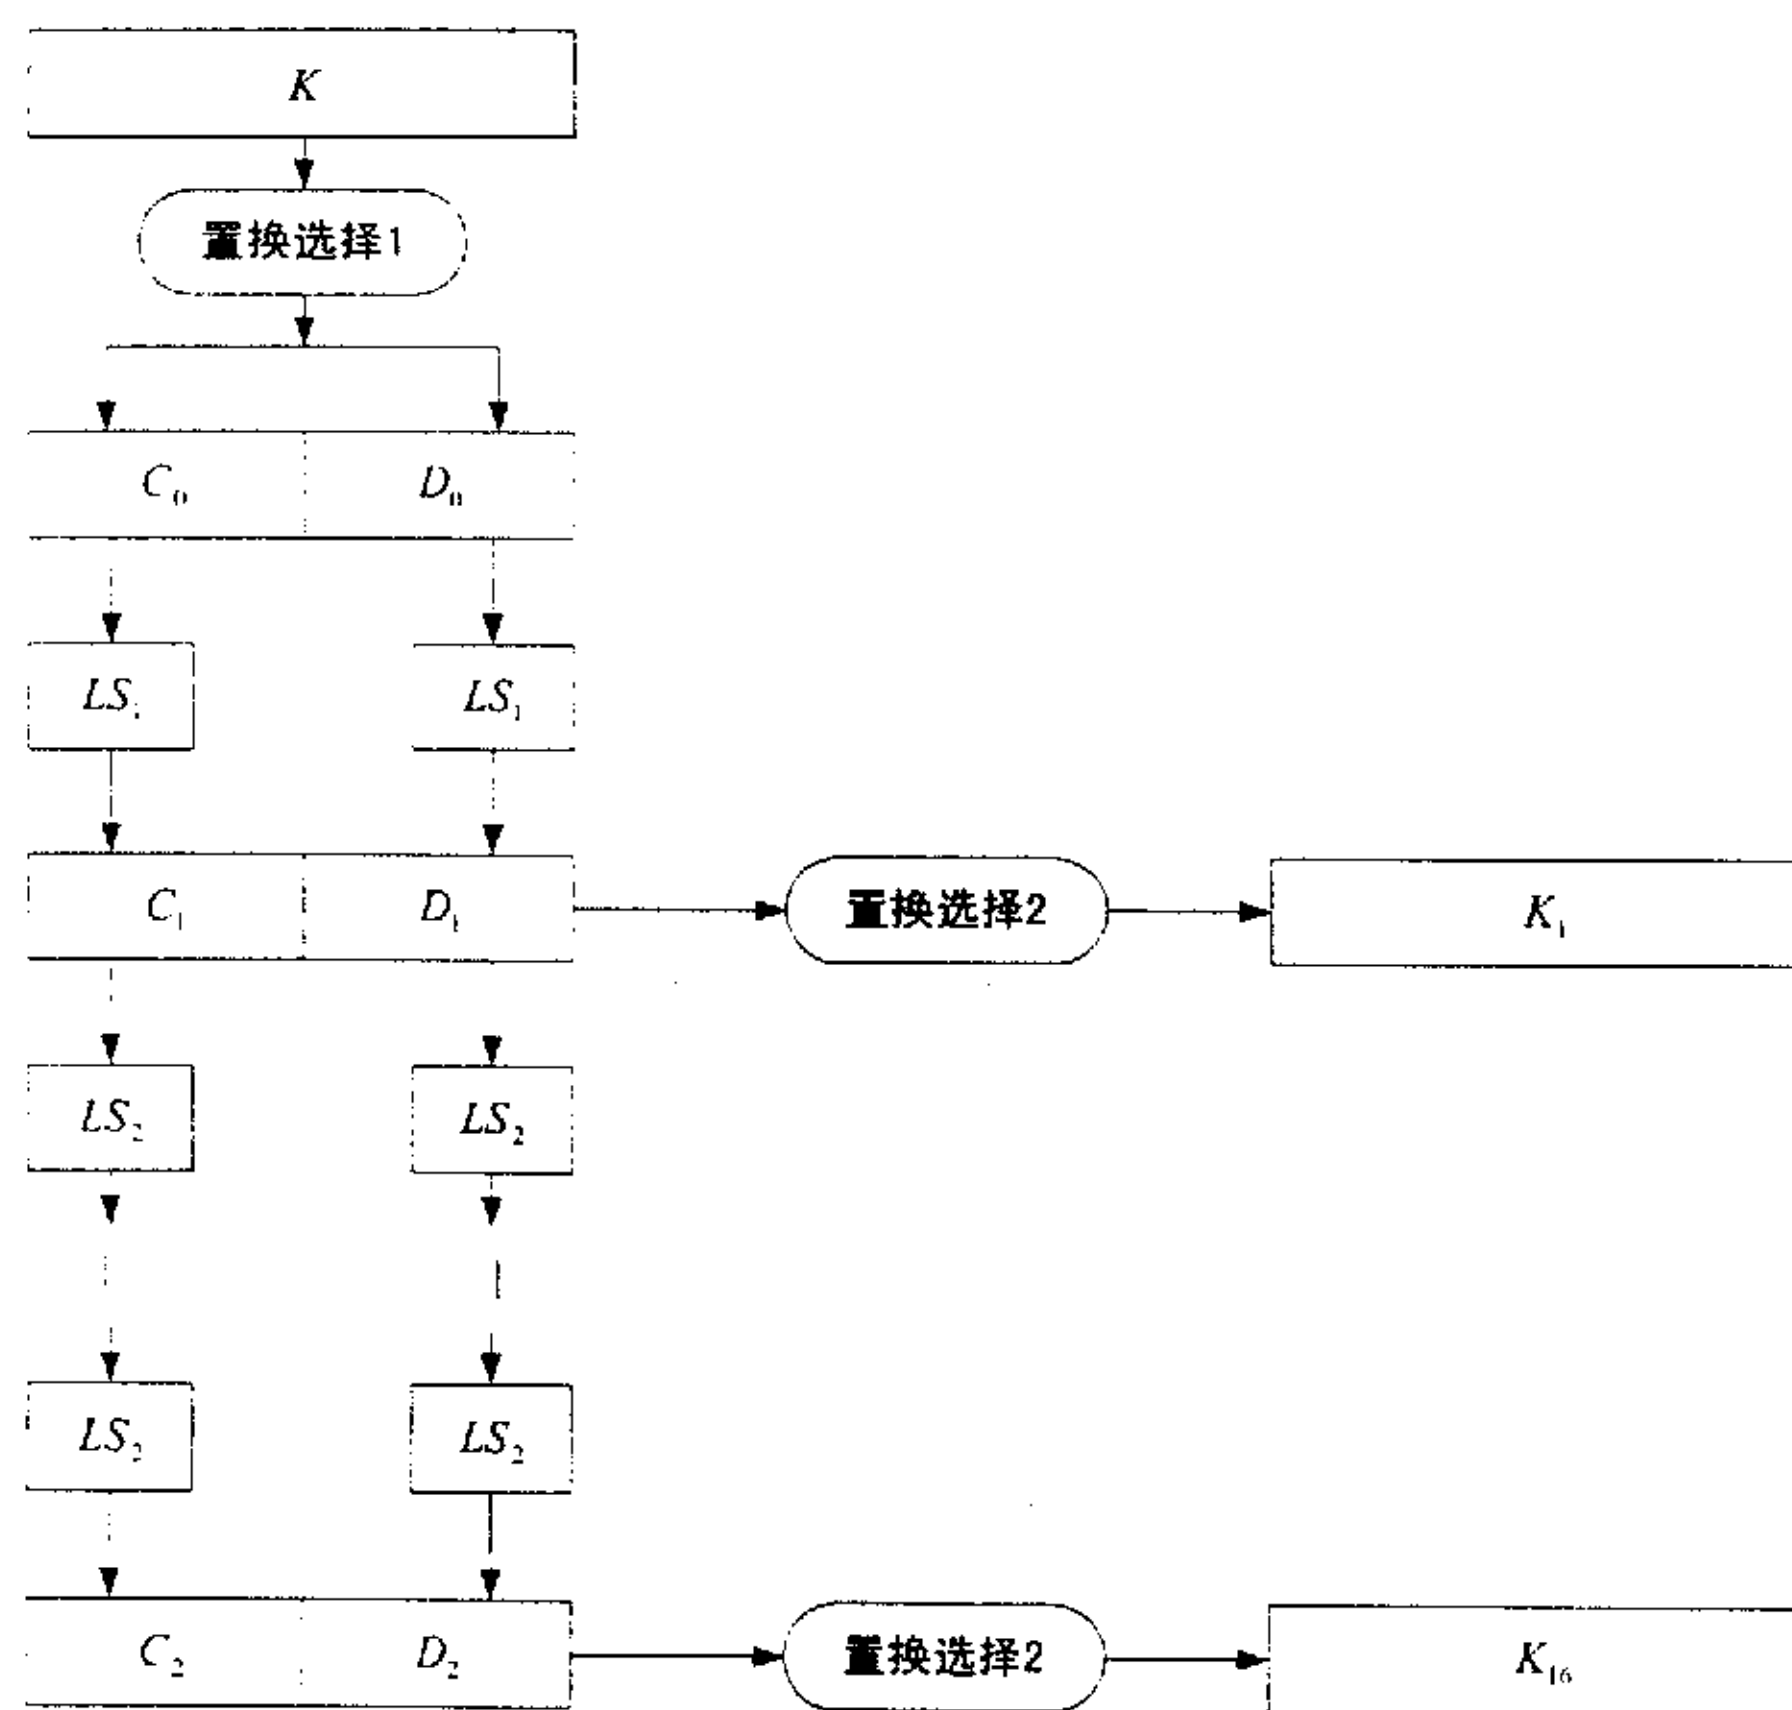 K
置换选择1
C₀ D₀
LS₁ LS₁
C₁ D₁ 置换选择2 K₁
LS₂ LS₂
LS₂ LS₂
C₂ D₂ 置换选择2 K₁₆